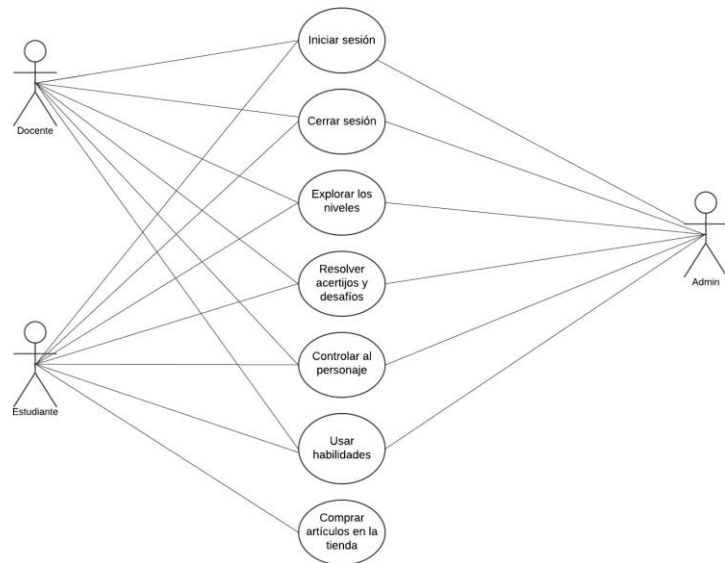 Iniciar sesión
Docente
Cerrar sesión
Explorar los
niveles
Admin
Resolver
acertijos y
desafíos
Controlar al
personaje
Estudiante
Usar
habilidades
Comprar
artículos en la
tienda